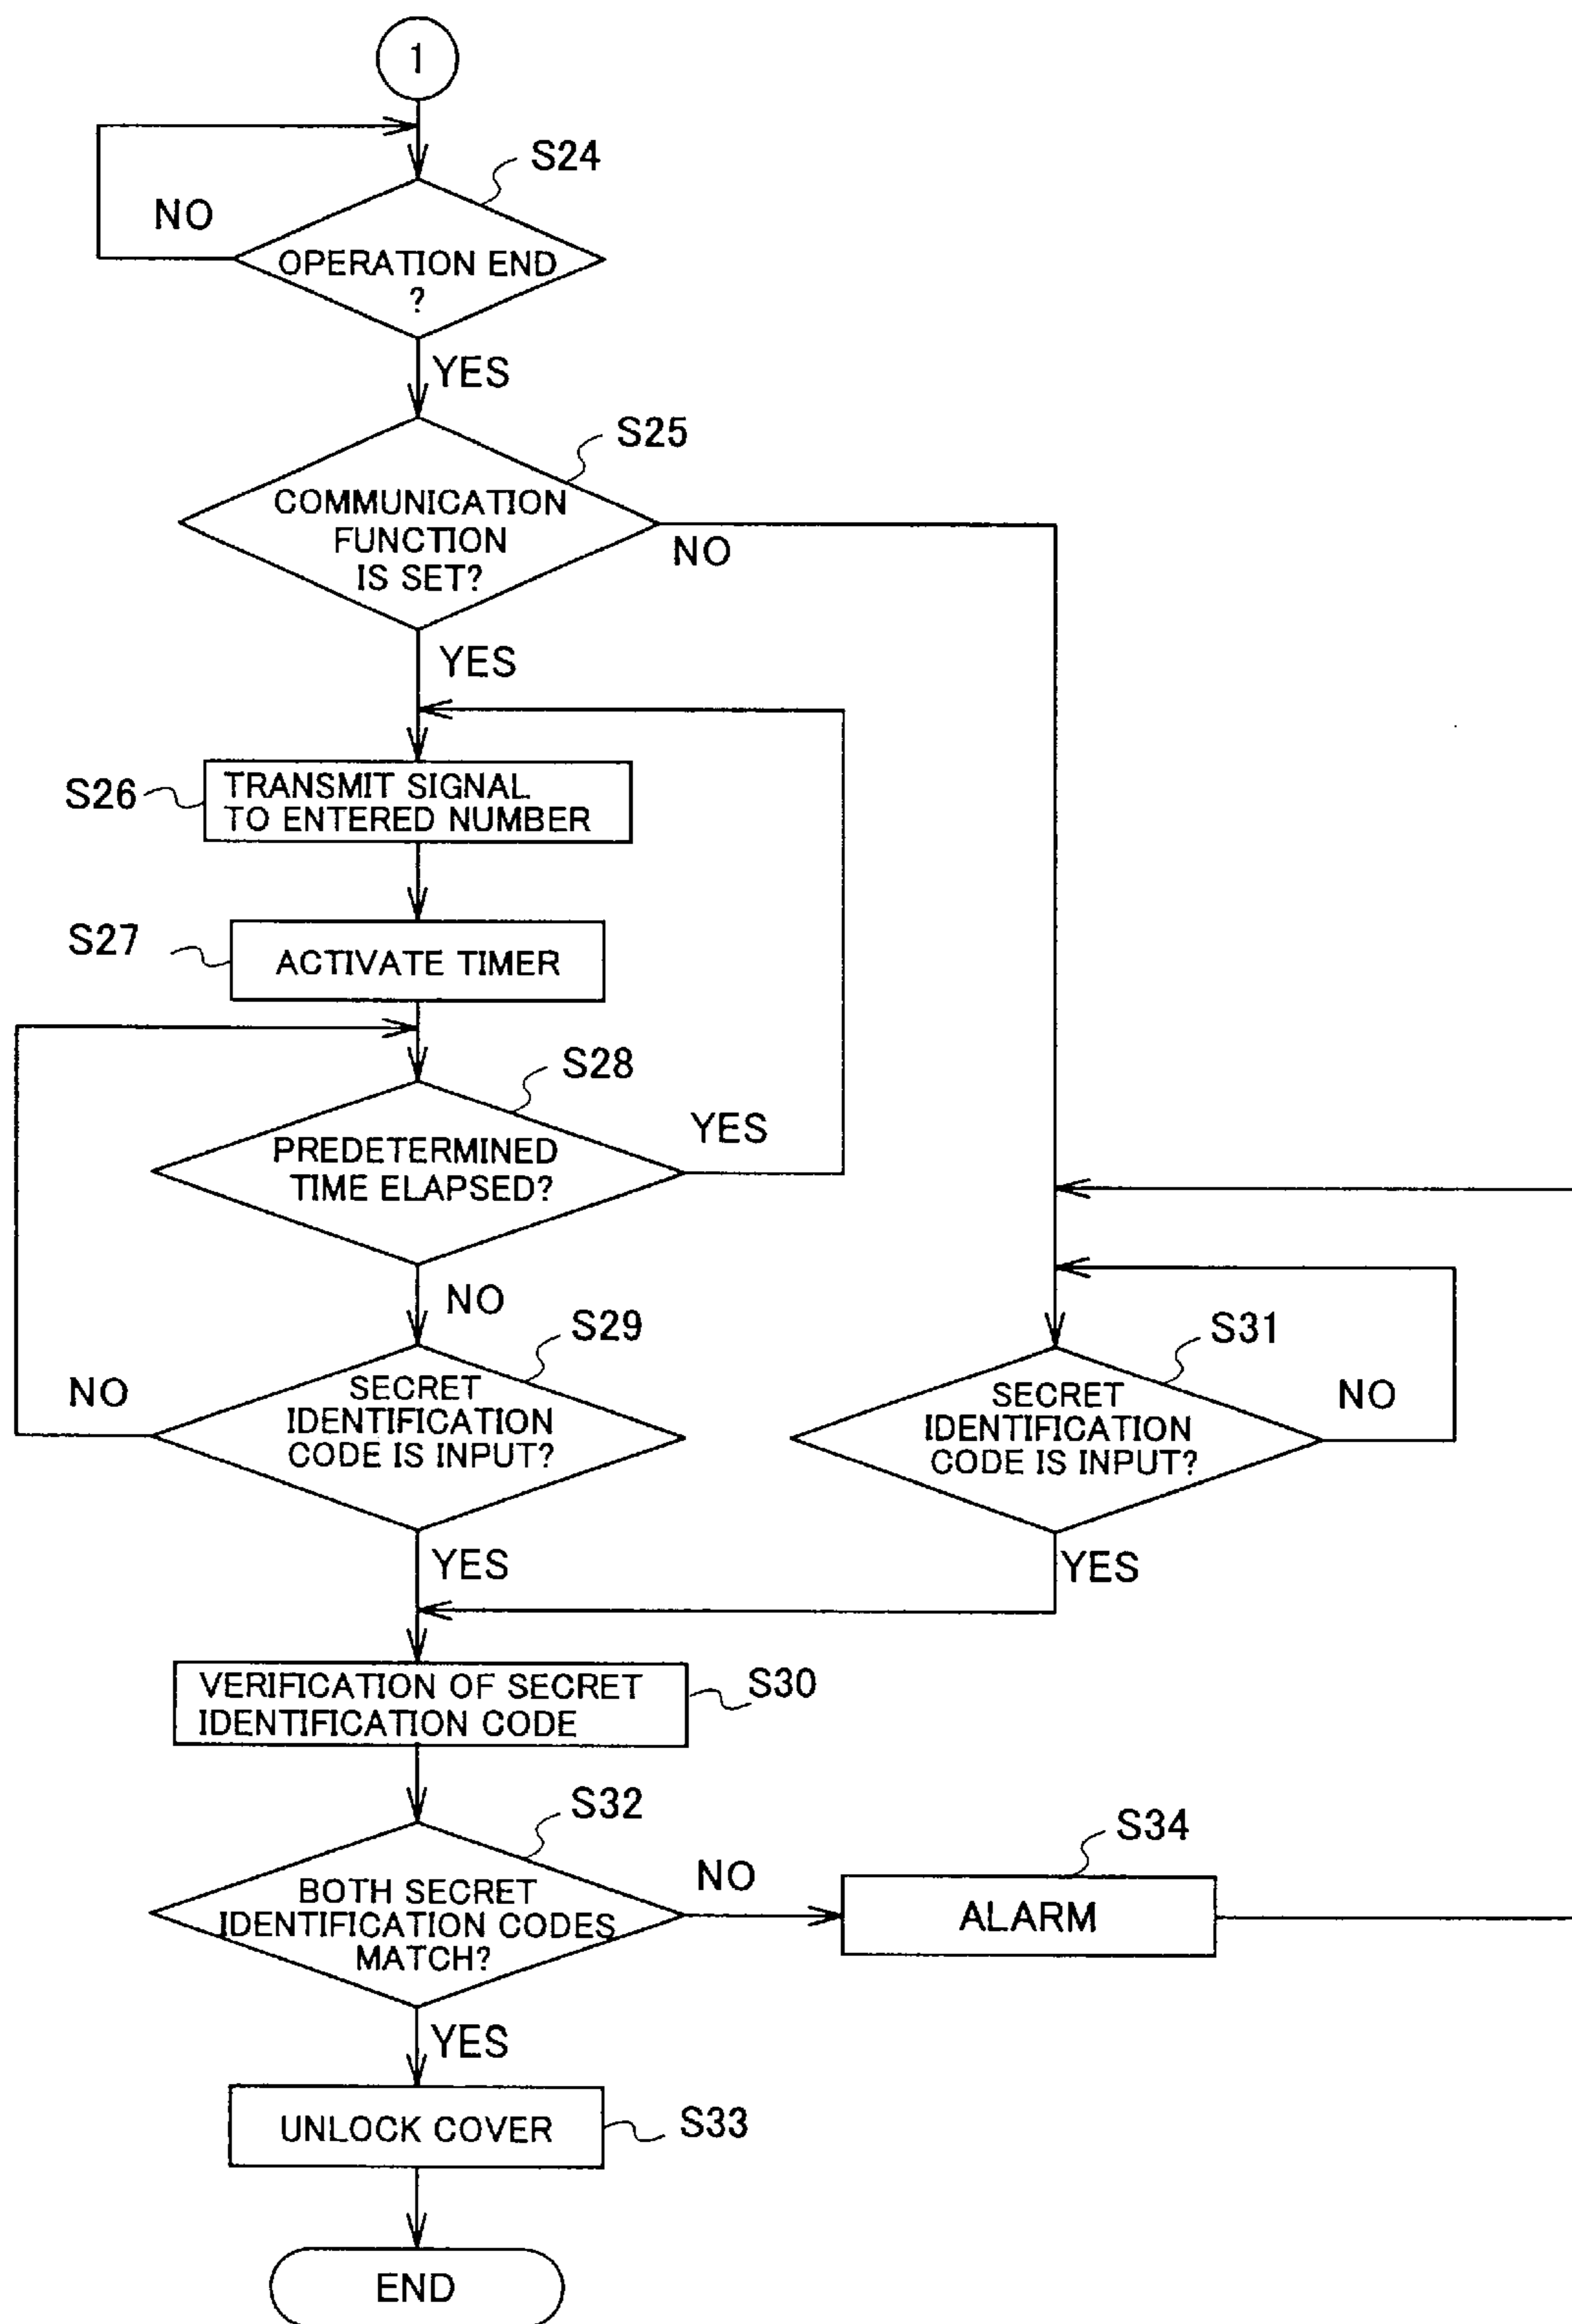 1
S24
NO
OPERATION END
?
YES
S25
COMMUNICATION
FUNCTION
IS SET?
NO
YES
S26
TRANSMIT SIGNAL
TO ENTERED NUMBER
S27
ACTIVATE TIMER
S28
YES
PREDETERMINED
TIME ELAPSED?
NO
S29
NO
SECRET
IDENTIFICATION
CODE IS INPUT?
S31
NO
SECRET
IDENTIFICATION
CODE IS INPUT?
YES
YES
VERIFICATION OF SECRET
IDENTIFICATION CODE
S30
S32
NO
BOTH SECRET
IDENTIFICATION CODES
MATCH?
S34
ALARM
YES
UNLOCK COVER
S33
END